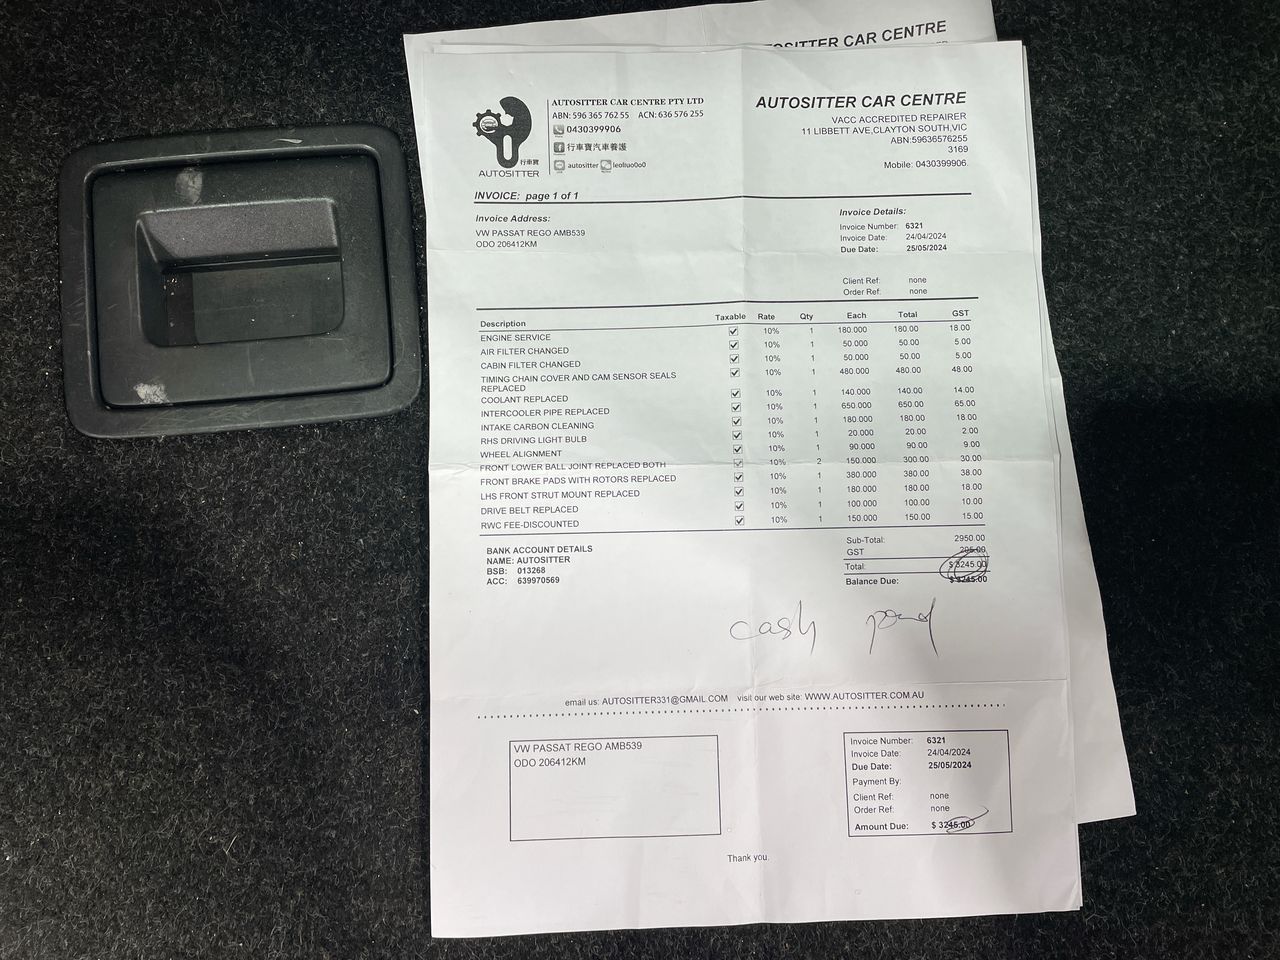 AUTOSITTER CAR CENTRE
AUTOSITTER CAR CENTRE PTY LTD
ABN: 596 365 762 55 ACN: 636 576 255
0430399906
行車寶汽車養護
autositter leoliuo0o0
行車寶
AUTOSITTER
AUTOSITTER CAR CENTRE
VACC ACCREDITED REPAIRER
11 LIBBETT AVE,CLAYTON SOUTH,VIC
ABN:59636576255
3169
Mobile: 0430399906
INVOICE: page 1 of 1
Invoice Address:
VW PASSAT REGO AMB539
ODO 206412KM
Invoice Details:
Invoice Number: 6321
Invoice Date: 24/04/2024
Due Date: 25/05/2024
Client Ref: none
Order Ref: none
Description Taxable Rate Qty Each Total GST
ENGINE SERVICE 10% 1 180.000 180.00 18.00
AIR FILTER CHANGED 10% 1 50.000 50.00 5.00
CABIN FILTER CHANGED 10% 1 50.000 50.00 5.00
TIMING CHAIN COVER AND CAM SENSOR SEALS 10% 1 480.000 480.00 48.00
REPLACED
COOLANT REPLACED 10% 1 140.000 140.00 14.00
INTERCOOLER PIPE REPLACED 10% 1 650.000 650.00 65.00
INTAKE CARBON CLEANING 10% 1 180.000 180.00 18.00
RHS DRIVING LIGHT BULB 10% 1 20.000 20.00 2.00
WHEEL ALIGNMENT 10% 1 90.000 90.00 9.00
FRONT LOWER BALL JOINT REPLACED BOTH 10% 2 150.000 300.00 30.00
FRONT BRAKE PADS WITH ROTORS REPLACED 10% 1 380.000 380.00 38.00
LHS FRONT STRUT MOUNT REPLACED 10% 1 180.000 180.00 18.00
DRIVE BELT REPLACED 10% 1 100.000 100.00 10.00
RWC FEE-DISCOUNTED 10% 1 150.000 150.00 15.00
BANK ACCOUNT DETAILS
NAME: AUTOSITTER
BSB: 013268
ACC: 639970569
Sub-Total: 2950.00
GST 295.00
Total: $ 3245.00
Balance Due: $ 3245.00
cash
email us: AUTOSITTER331@GMAIL.COM visit our web site: WWW.AUTOSITTER.COM.AU
VW PASSAT REGO AMB539
ODO 206412KM
Invoice Number: 6321
Invoice Date: 24/04/2024
Due Date: 25/05/2024
Payment By:
Client Ref: none
Order Ref: none
Amount Due: $ 3245.00
Thank you.